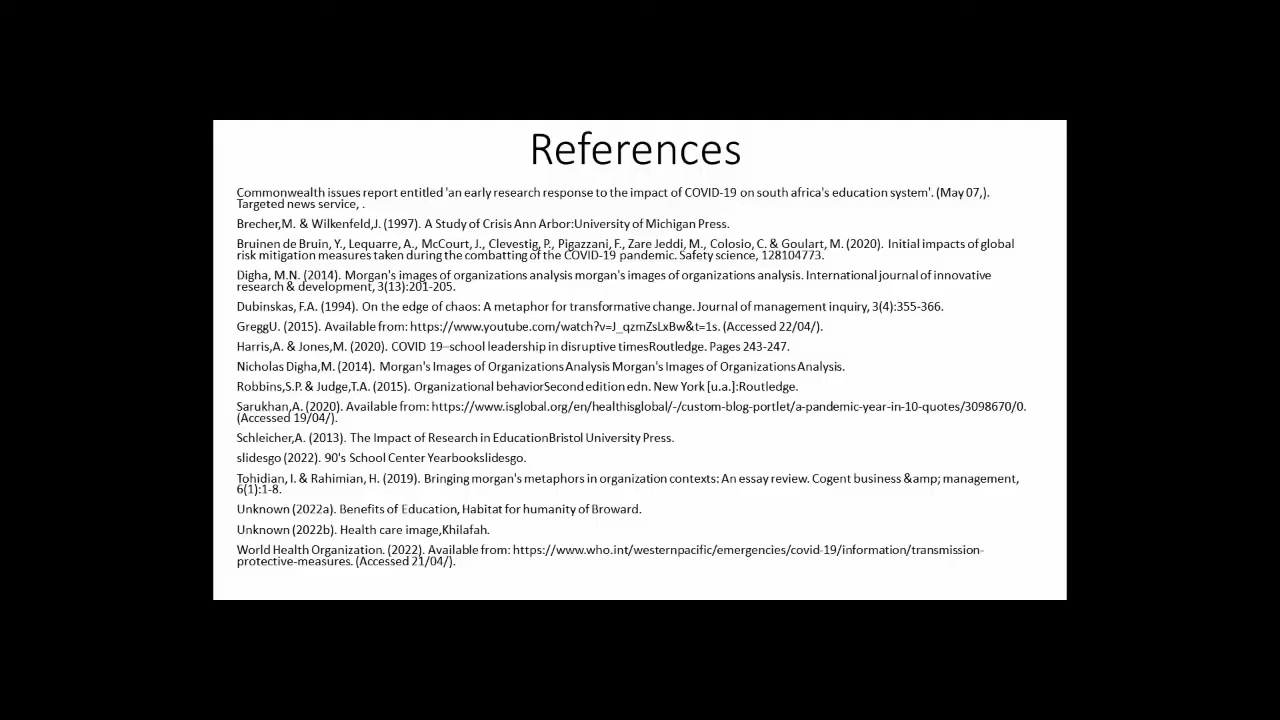 References
Commonwealth issues report entitled 'an early research response to the impact of COVID-19 on south africa's education system'. (May 07,).
Targeted news service, .
Brecher,M. & Wilkenfeld,J. (1997). A Study of Crisis Ann Arbor:University of Michigan Press.
Bruinen de Bruin, Y., Lequarre, A., McCourt, J., Clevestig, P., Pigazzani, F., Zare Jeddi, M., Colosio, C. & Goulart, M. (2020). Initial impacts of global
risk mitigation measures taken during the combatting of the COVID-19 pandemic. Safety science, 128104773.
Digha, M.N. (2014). Morgan's images of organizations analysis morgan's images of organizations analysis. International journal of innovative
research & development, 3(13):201-205.
Dubinskas, F.A. (1994). On the edge of chaos: A metaphor for transformative change. Journal of management inquiry, 3(4):355-366.
GreggU. (2015). Available from: https://www.youtube.com/watch?v=J_qzmZsLxBw&t=1s. (Accessed 22/04/).
Harris,A. & Jones,M. (2020). COVID 19–school leadership in disruptive timesRoutledge. Pages 243-247.
Nicholas Digha,M. (2014). Morgan's Images of Organizations Analysis Morgan's Images of Organizations Analysis.
Robbins,S.P. & Judge,T.A. (2015). Organizational behaviorSecond edition edn. New York [u.a.]:Routledge.
Sarukhan,A. (2020). Available from: https://www.isglobal.org/en/healthisglobal/-/custom-blog-portlet/a-pandemic-year-in-10-quotes/3098670/0.
(Accessed 19/04/).
Schleicher,A. (2013). The Impact of Research in EducationBristol University Press.
slidesgo (2022). 90's School Center Yearbookslidesgo.
Tohidian, I. & Rahimian, H. (2019). Bringing morgan's metaphors in organization contexts: An essay review. Cogent business &amp; management,
6(1):1-8.
Unknown (2022a). Benefits of Education, Habitat for humanity of Broward.
Unknown (2022b). Health care image,Khilafah.
World Health Organization. (2022). Available from: https://www.who.int/westernpacific/emergencies/covid-19/information/transmission-
protective-measures. (Accessed 21/04/).